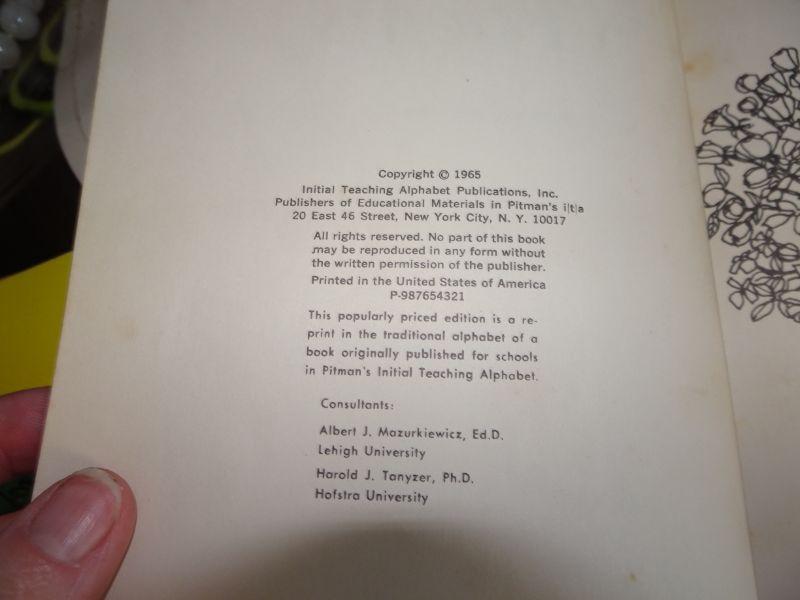 Copyright © 1965
Initial Teaching Alphabet Publications, Inc.
Publishers of Educational Materials in Pitman's i|t|a
20 East 46 Street, New York City, N. Y. 10017
All rights reserved. No part of this book
may be reproduced in any form without
the written permission of the publisher.
Printed in the United States of America
P-987654321
This popularly priced edition is a re-
print in the traditional alphabet of a
book originally published for schools
in Pitman's Initial Teaching Alphabet.
Consultants:
Albert J. Mazurkiewicz, Ed.D.
Lehigh University
Harold J. Tanyzer, Ph.D.
Hofstra University